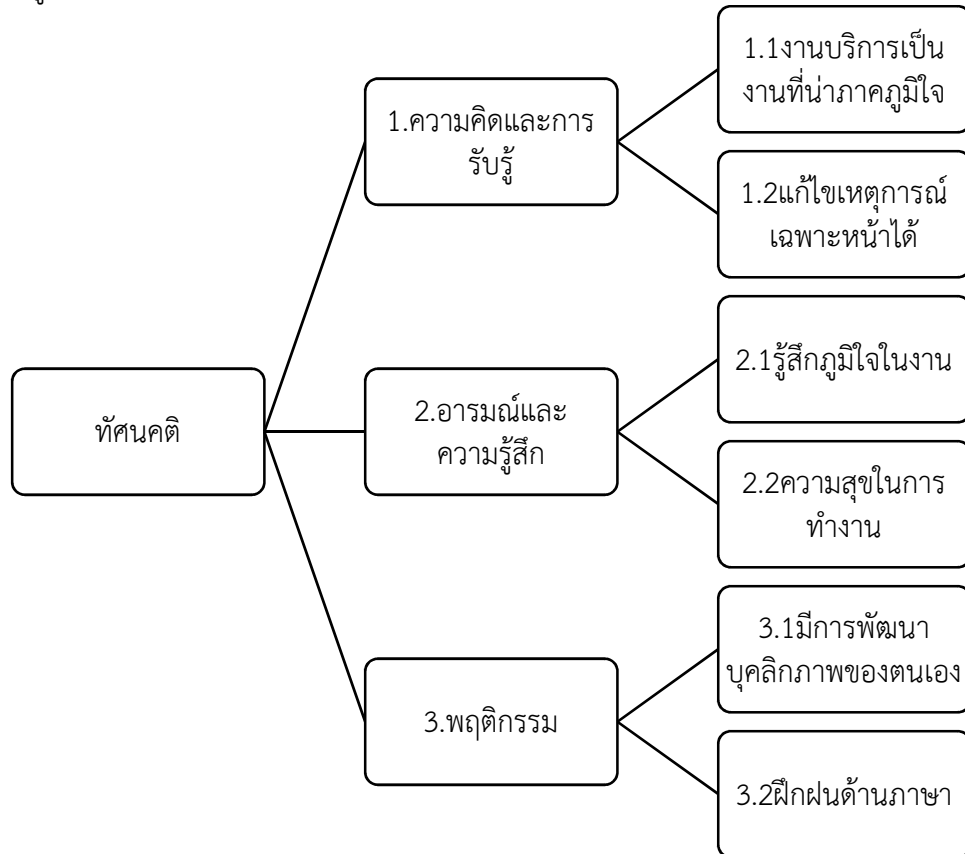 1.1งานบริการเป็น
งานที่น่าภาคภูมิใจ
1.ความคิดและการ
รับรู้
1.2แก้ไขเหตุการณ์
เฉพาะหน้าได้
2.1รู้สึกภูมิใจในงาน
ทัศนคติ
2.อารมณ์และ
ความรู้สึก
2.2ความสุขในการ
ทำงาน
3.1มีการพัฒนา
บุคลิกภาพของตนเอง
3.พฤติกรรม
3.2ฝึกฝนด้านภาษา